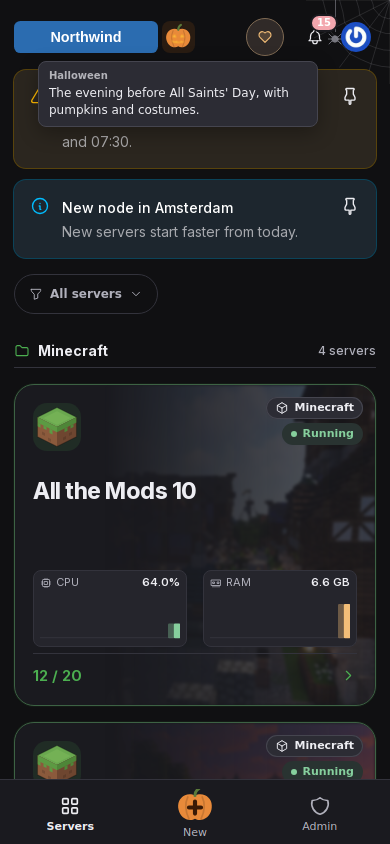 Northwind
15
Halloween
The evening before All Saints' Day, with
pumpkins and costumes.
and 07:30.
New node in Amsterdam
New servers start faster from today.
All servers
Minecraft
4 servers
Minecraft
Running
All the Mods 10
CPU
64.0%
RAM
6.6 GB
12 / 20
Minecraft
Running
Servers
New
Admin